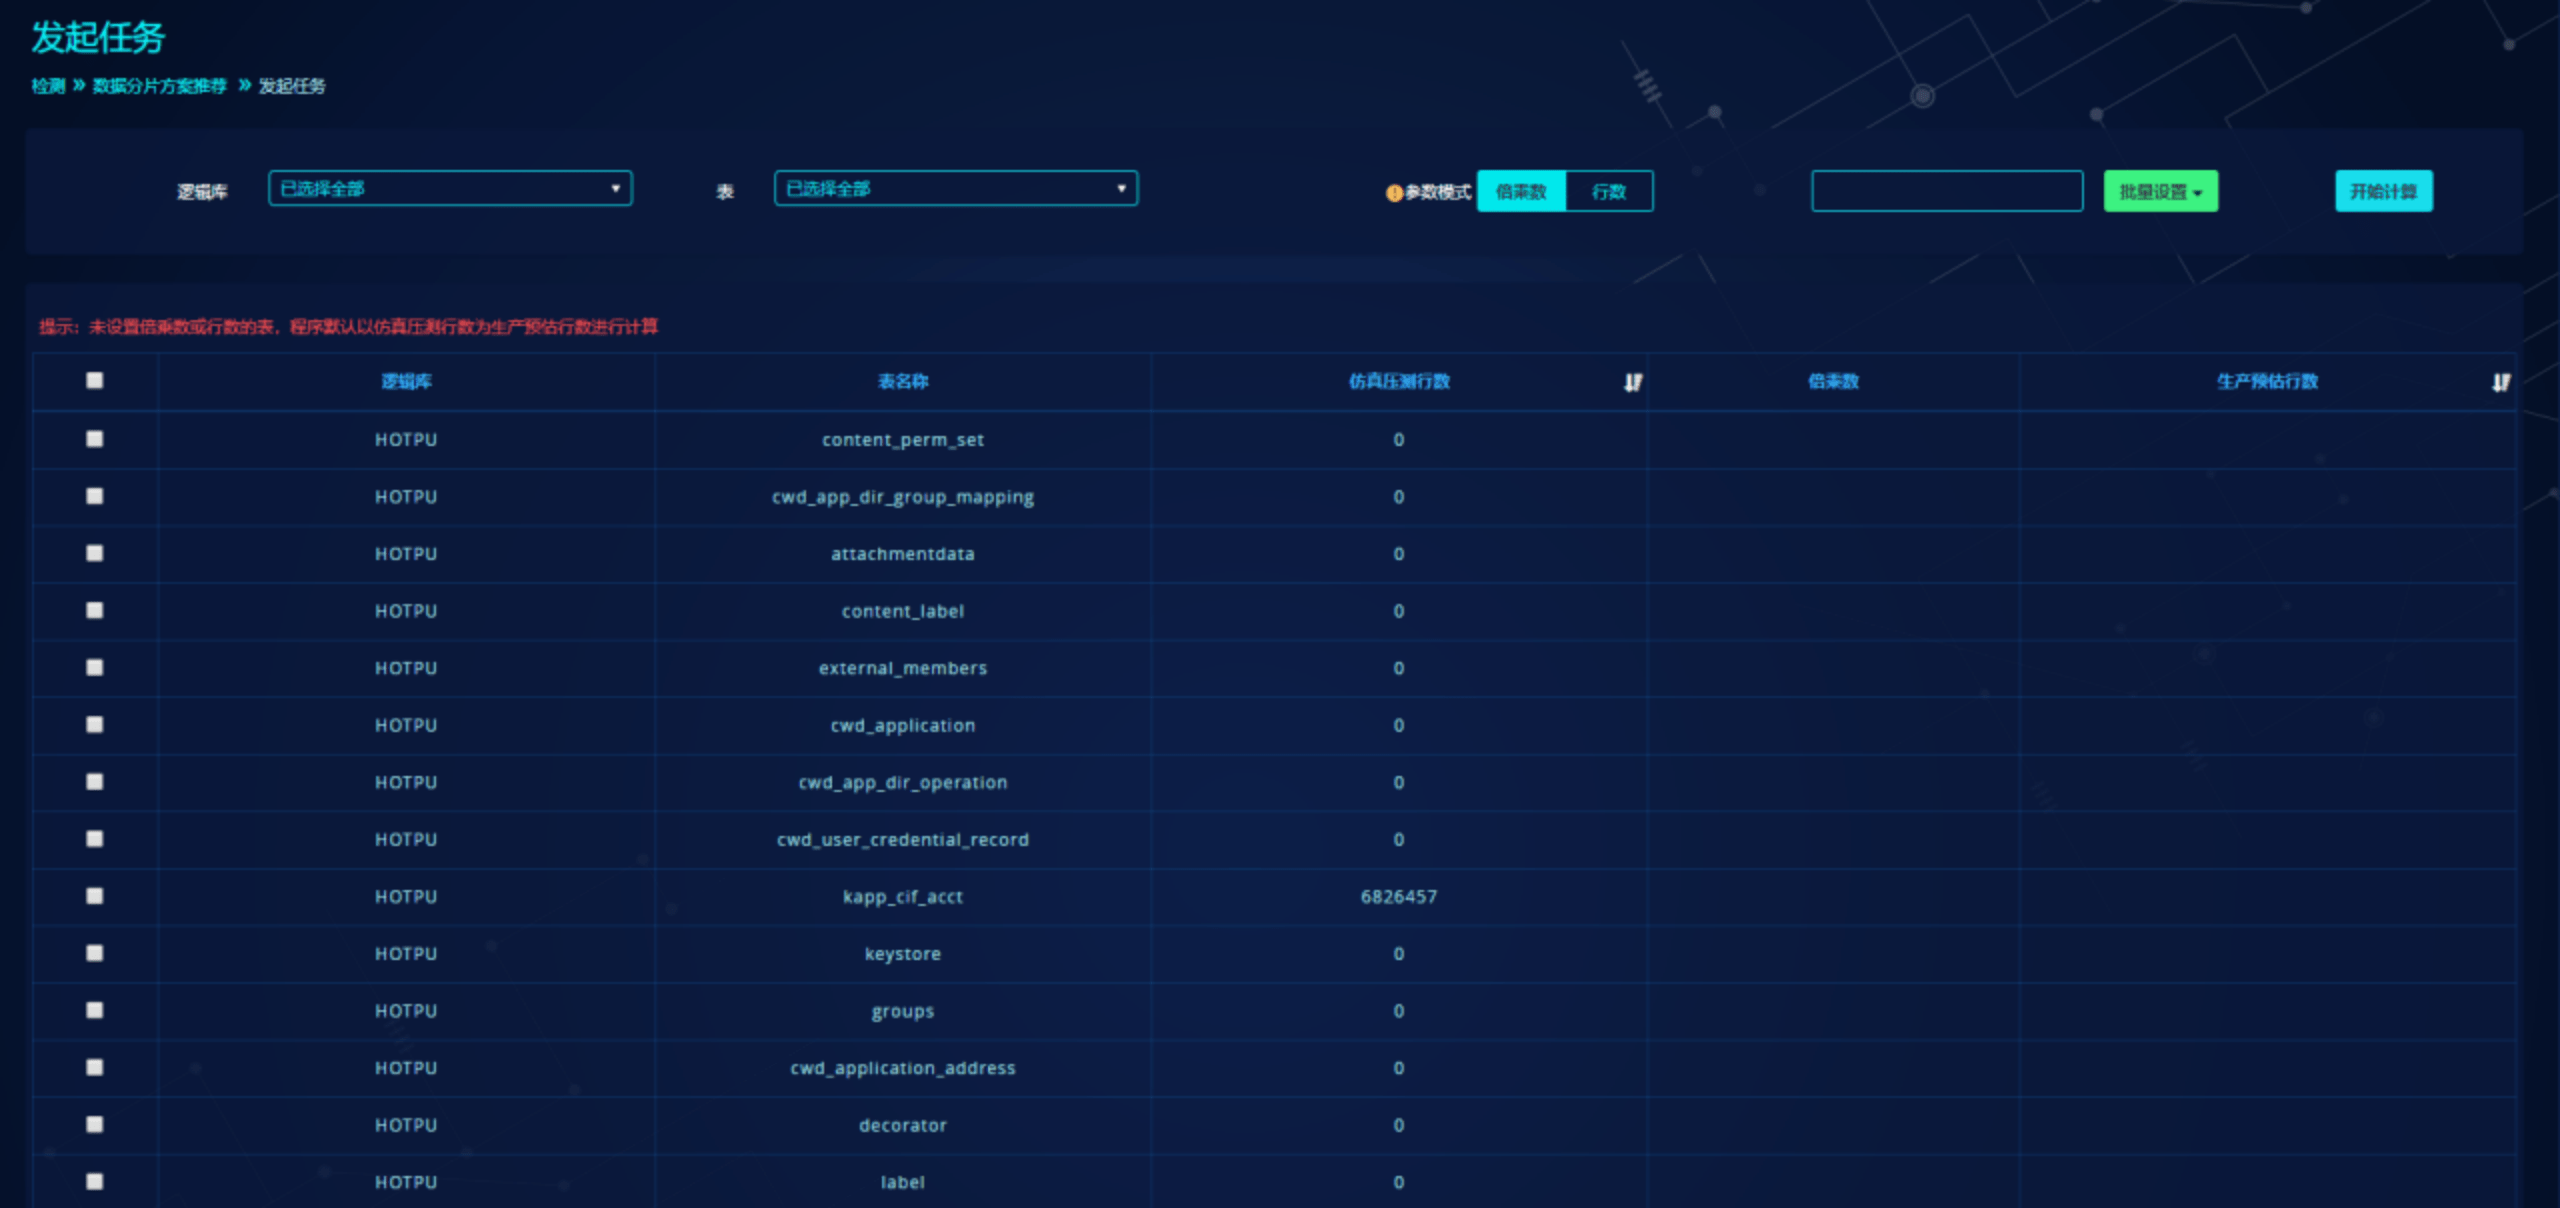 发起任务
检测 » 数据分片方案推荐 » 发起任务
逻辑库 已选择全部 表 已选择全部 参数模式 倍乘数 行数 批量设置 开始计算
提示：未设置倍乘数或行数的表，程序默认以仿真压测行数为生产预估行数进行计算
逻辑库 表名称 仿真压测行数 倍乘数 生产预估行数
HOTPU content_perm_set 0
HOTPU cwd_app_dir_group_mapping 0
HOTPU attachmentdata 0
HOTPU content_label 0
HOTPU external_members 0
HOTPU cwd_application 0
HOTPU cwd_app_dir_operation 0
HOTPU cwd_user_credential_record 0
HOTPU kapp_cif_acct 6826457
HOTPU keystore 0
HOTPU groups 0
HOTPU cwd_application_address 0
HOTPU decorator 0
HOTPU label 0